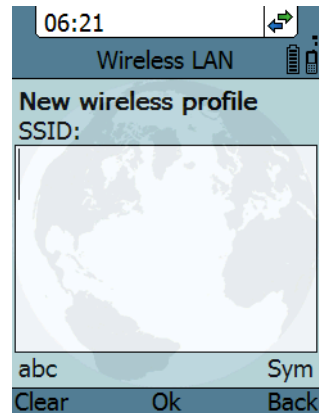 06:21
Wireless LAN
New wireless profile
SSID:
abc Sym
Clear Ok Back